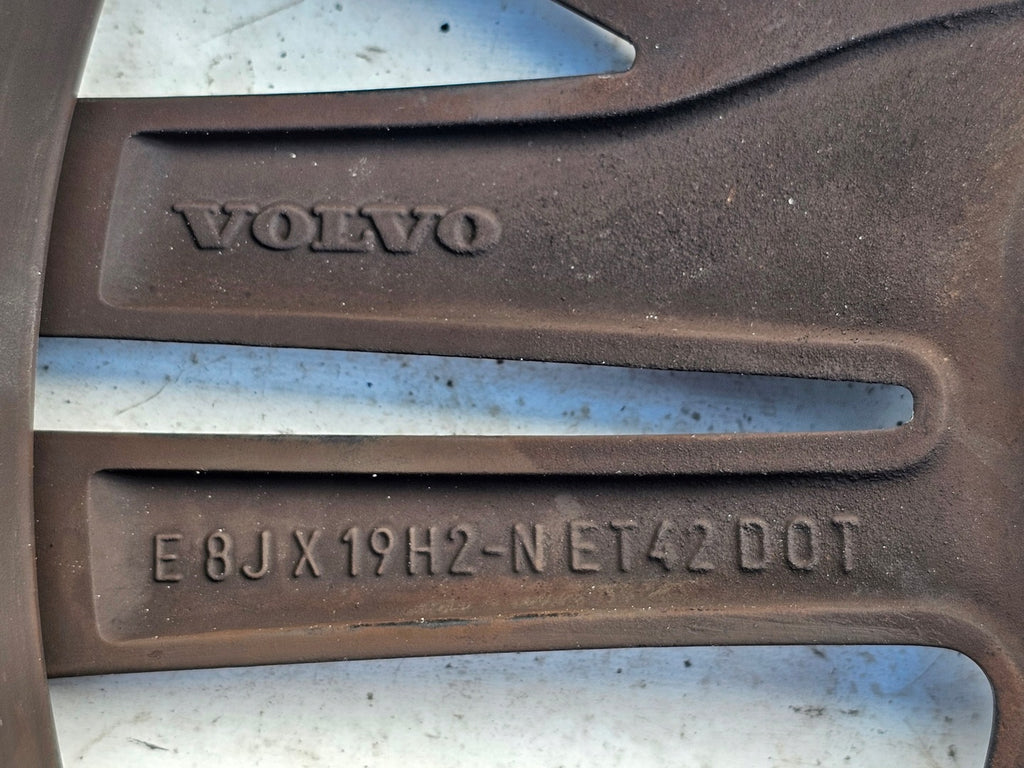 VOLVO
E 8J X 19H2-N ET42 DOT